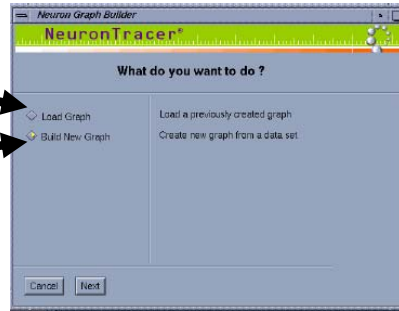 Neuron Graph Builder
NeuronTracer®
What do you want to do ?
Load Graph Load a previously created graph
Build New Graph Create new graph from a data set
Cancel Next